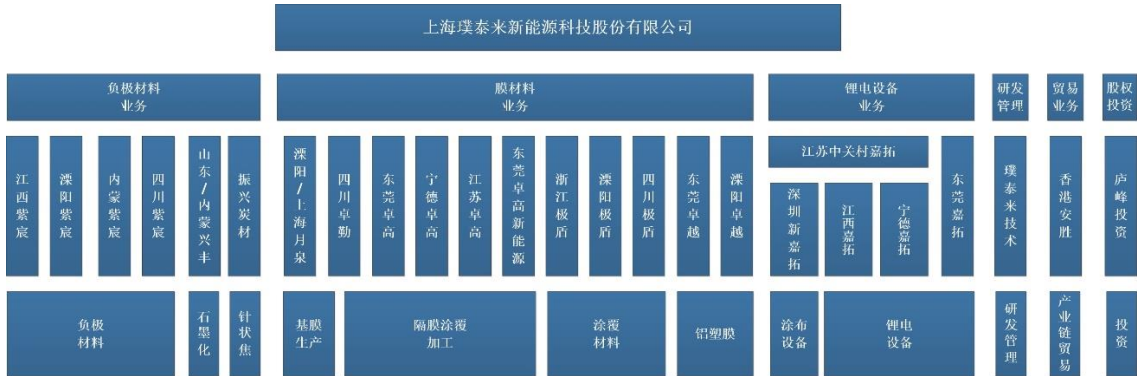 上海璞泰来新能源科技股份有限公司
负极材料
业务
膜材料
业务
锂电设备
业务
研发
管理
贸易
业务
股权
投资
江西紫宸
溧阳紫宸
内蒙紫宸
四川紫宸
山东/内蒙兴丰
振兴炭材
溧阳/上海月泉
四川卓勤
东莞卓高
宁德卓高
江苏卓高
东莞卓高新能源
浙江极盾
溧阳极盾
四川极盾
东莞卓越
溧阳卓越
江苏中关村嘉拓
深圳新嘉拓
江西嘉拓
宁德嘉拓
东莞嘉拓
璞泰来技术
香港安胜
庐峰投资
负极
材料
石墨化
针状焦
基膜
生产
隔膜涂覆
加工
涂覆
材料
铝塑膜
涂布
设备
锂电
设备
研发管理
产业链贸易
投资